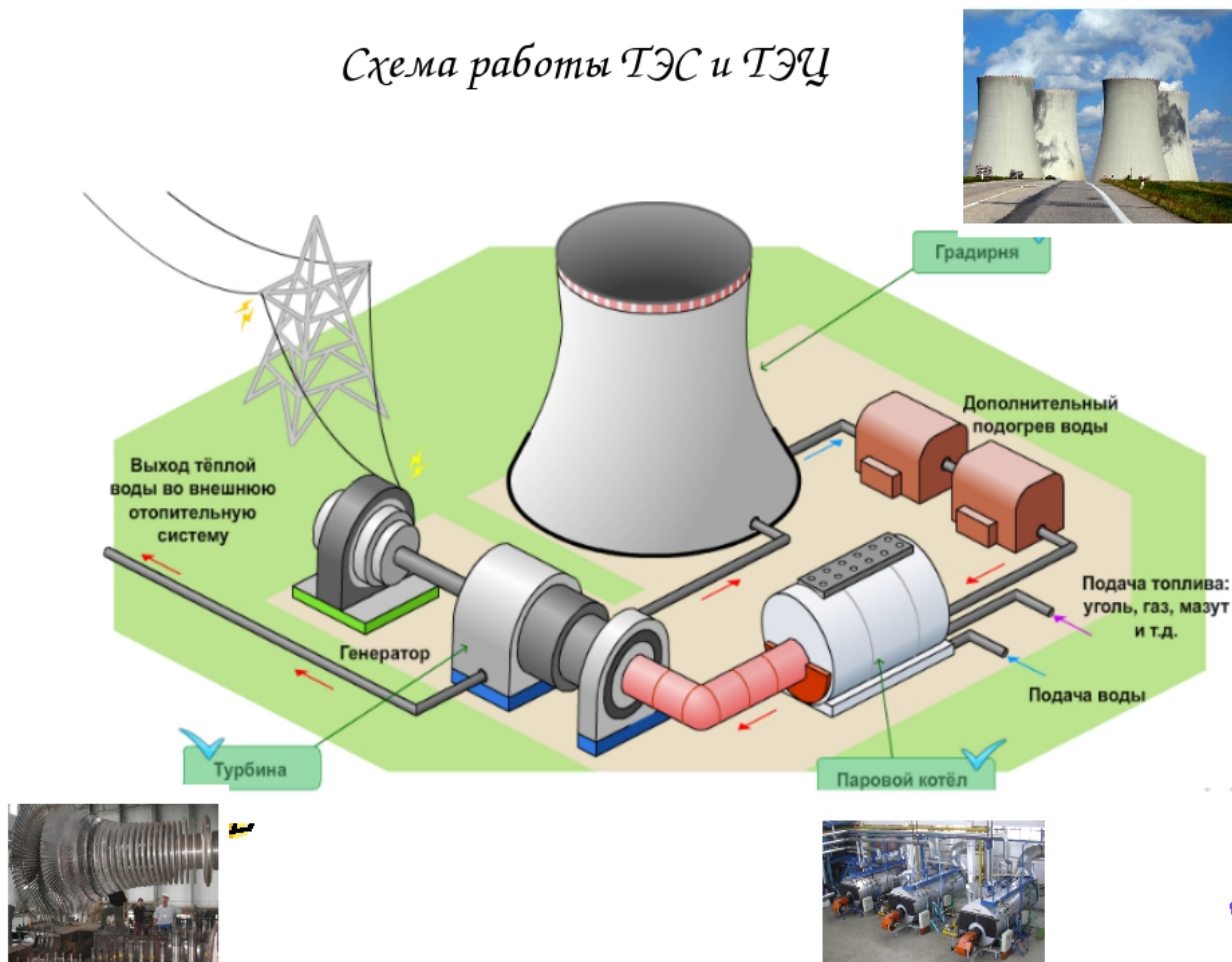 Схема работы ТЭС и ТЭЦ
Градирня
Дополнительный
подогрев воды
Выход тёплой
воды во внешнюю
отопительную
систему
Подача топлива:
уголь, газ, мазут
и т.д.
Генератор
Подача воды
Турбина
Паровой котёл